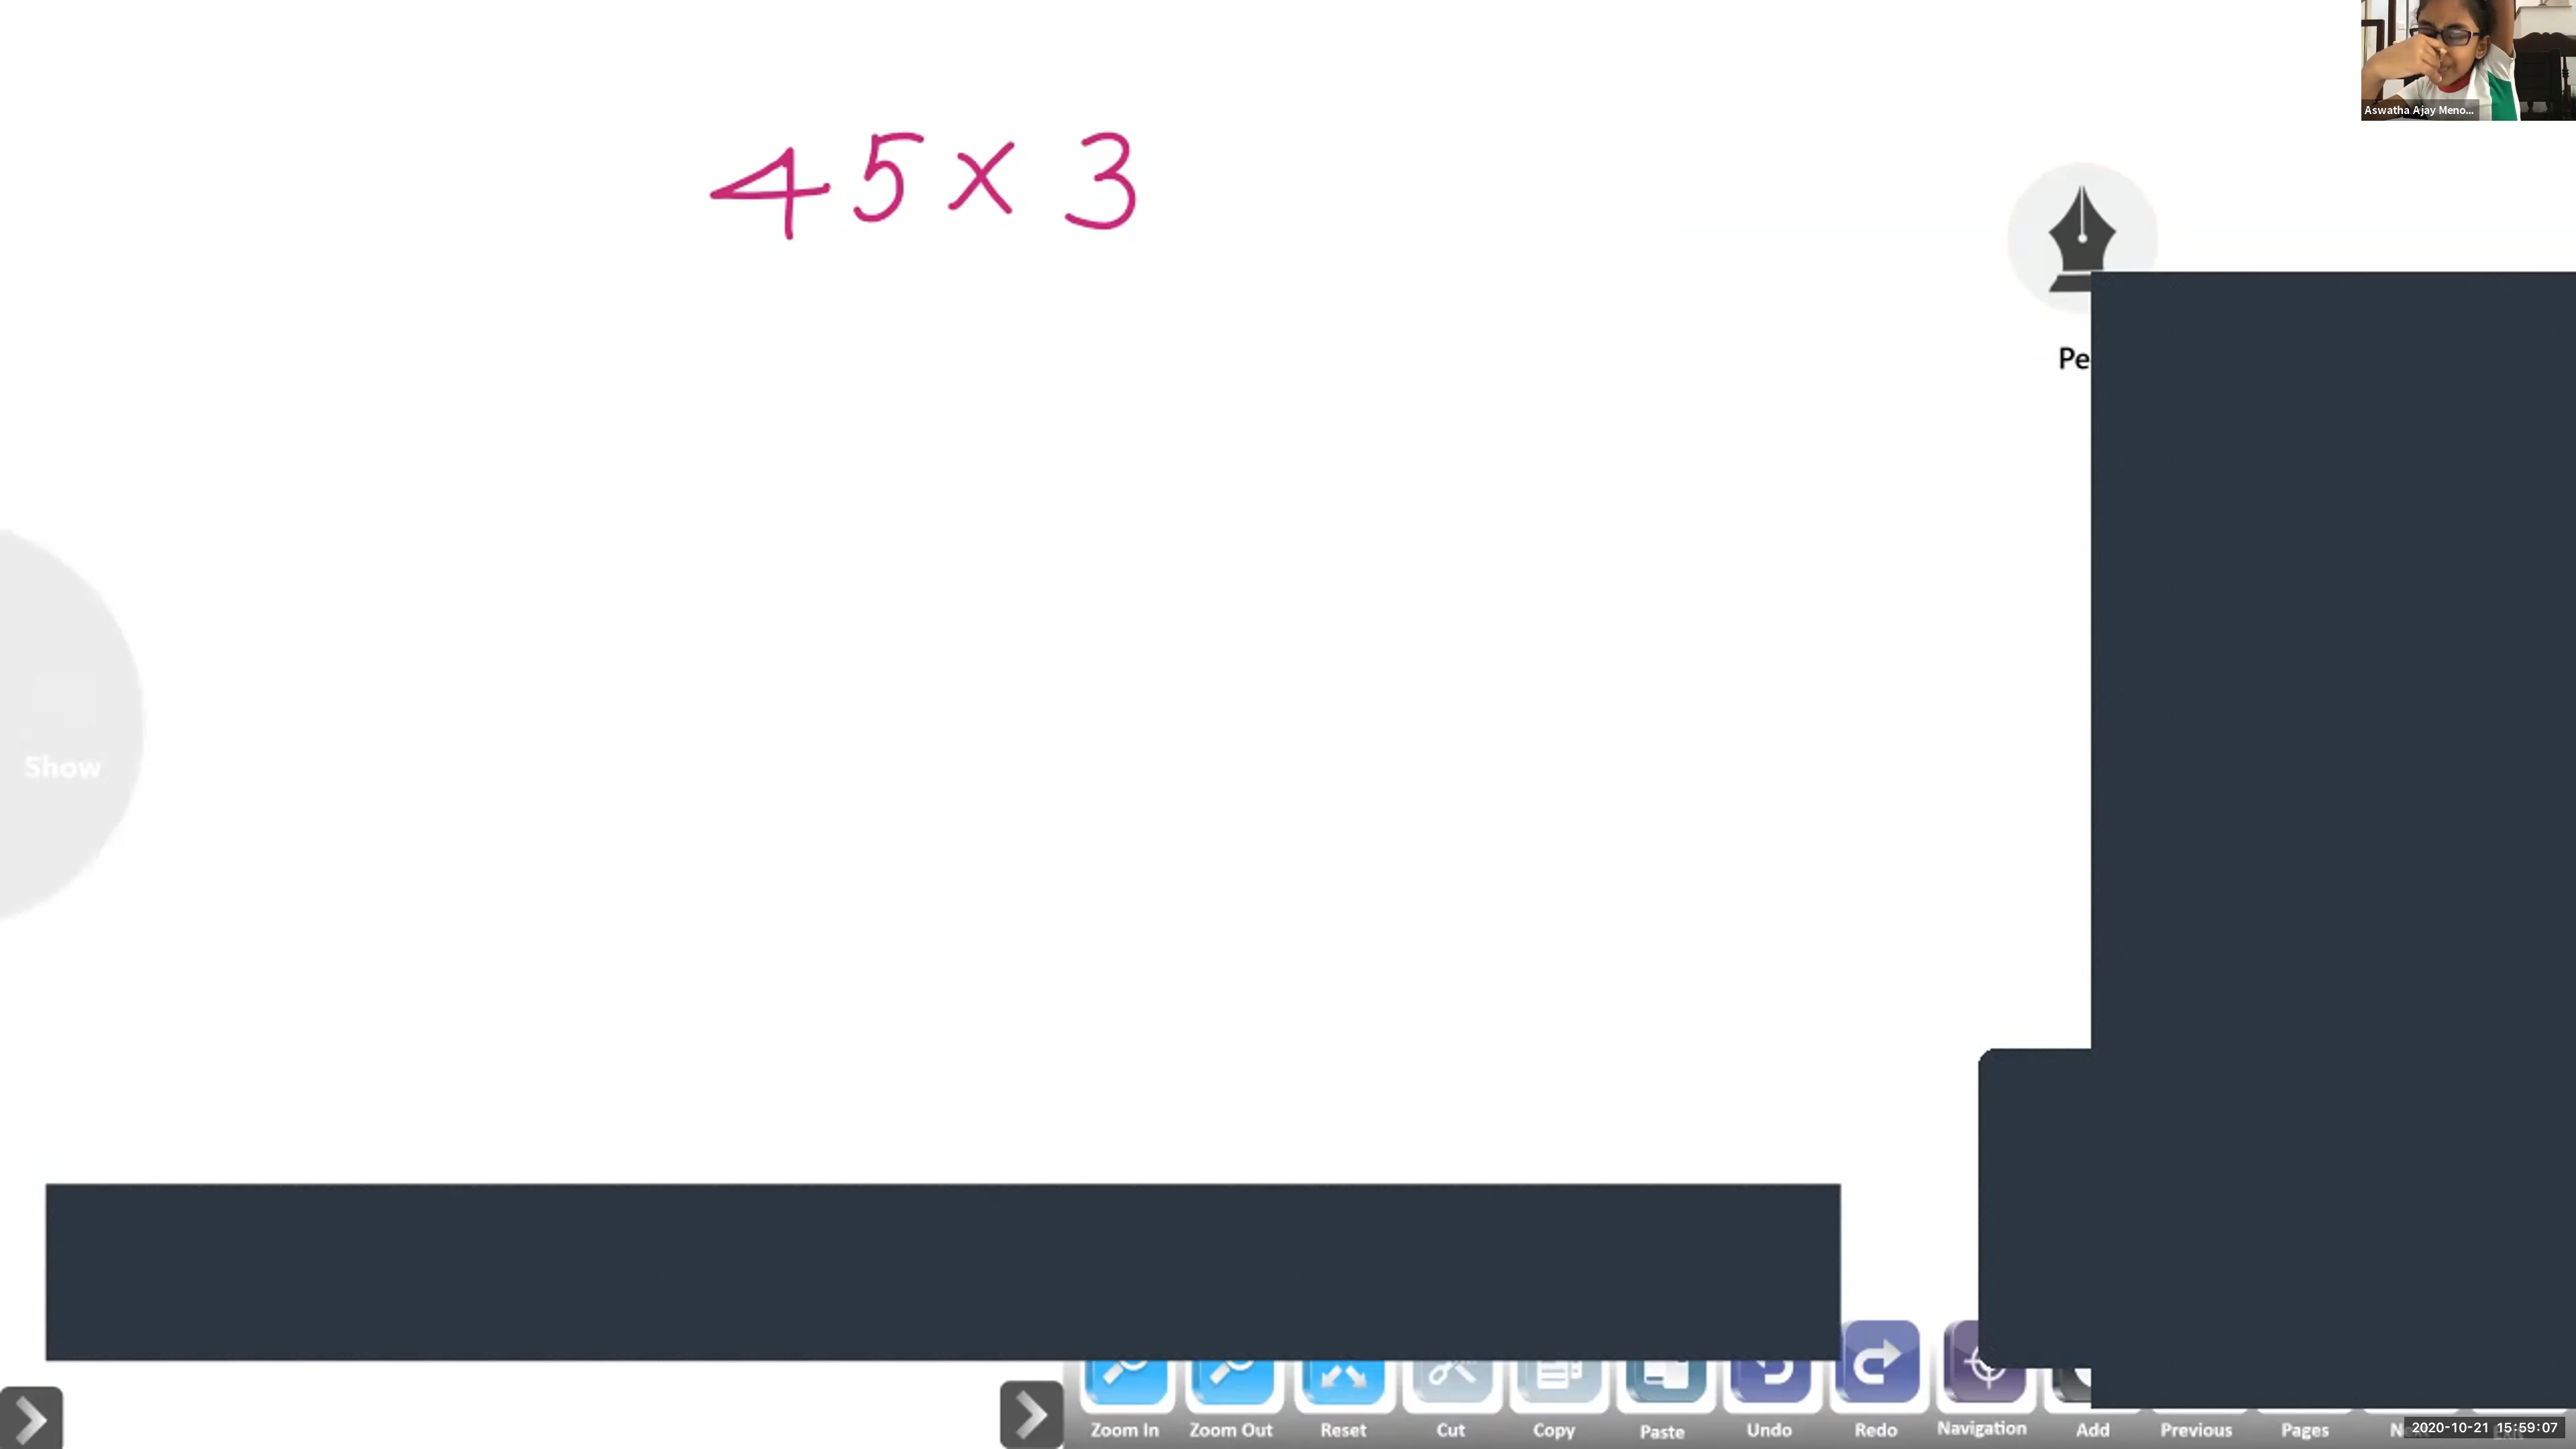 Aswatha Ajay Meno...
45 × 3
Show
Zoom In Zoom Out Reset Cut Copy Paste Undo Redo Navigation Add Previous Pages
2020-10-21 15:59:07